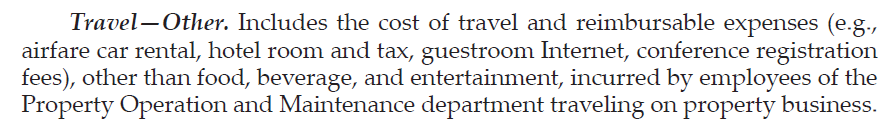 Travel—Other. Includes the cost of travel and reimbursable expenses (e.g.,
airfare car rental, hotel room and tax, guestroom Internet, conference registration
fees), other than food, beverage, and entertainment, incurred by employees of the
Property Operation and Maintenance department traveling on property business.